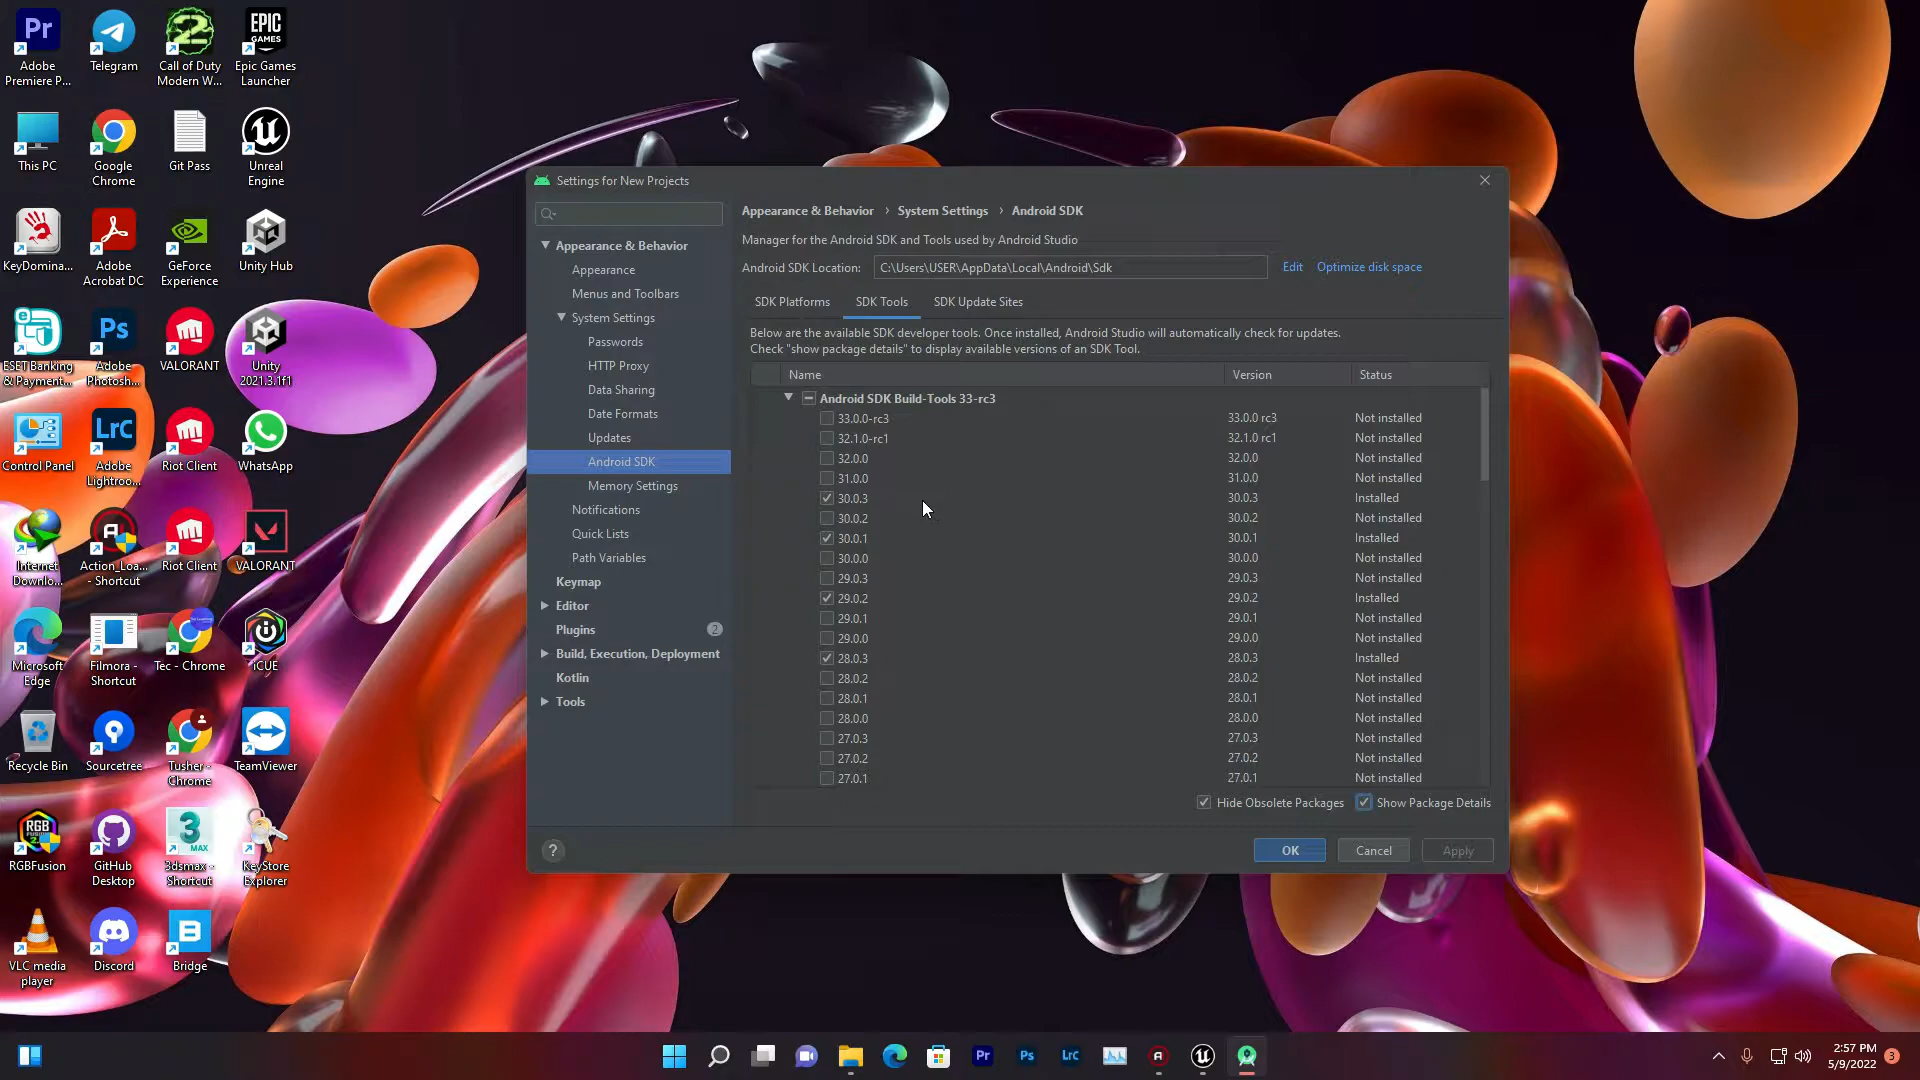 Pr
EPIC
GAMES
Adobe
Premiere P...
Telegram
Call of Duty
Modern W...
Epic Games
Launcher
This PC
Google
Chrome
Git Pass
Unreal
Engine
KeyDomina...
Adobe
Acrobat DC
GeForce
Experience
Unity Hub
Ps
ESET Banking
& Payment...
Adobe
Photosh...
VALORANT
Unity
2021.3.1f1
LrC
Control Panel
Adobe
Lightroo...
Riot Client
WhatsApp
Internet
Downlo...
Action_Loa...
- Shortcut
Riot Client
VALORANT
Microsoft
Edge
Filmora -
Shortcut
Tec - Chrome
iCUE
Recycle Bin
Sourcetree
Tusher -
Chrome
TeamViewer
RGB
FUSION
3
MAX
RGBFusion
GitHub
Desktop
3dsmax -
Shortcut
KeyStore
Explorer
B
VLC media
player
Discord
Bridge
Settings for New Projects
Appearance & Behavior
Appearance
Menus and Toolbars
System Settings
Passwords
HTTP Proxy
Data Sharing
Date Formats
Updates
Android SDK
Memory Settings
Notifications
Quick Lists
Path Variables
Keymap
Editor
Plugins 2
Build, Execution, Deployment
Kotlin
Tools
Appearance & Behavior › System Settings › Android SDK
Manager for the Android SDK and Tools used by Android Studio
Android SDK Location: C:\Users\USER\AppData\Local\Android\Sdk Edit Optimize disk space
SDK Platforms SDK Tools SDK Update Sites
Below are the available SDK developer tools. Once installed, Android Studio will automatically check for updates.
Check "show package details" to display available versions of an SDK Tool.
Name Version Status
Android SDK Build-Tools 33-rc3
33.0.0-rc3 33.0.0 rc3 Not installed
32.1.0-rc1 32.1.0 rc1 Not installed
32.0.0 32.0.0 Not installed
31.0.0 31.0.0 Not installed
30.0.3 30.0.3 Installed
30.0.2 30.0.2 Not installed
30.0.1 30.0.1 Installed
30.0.0 30.0.0 Not installed
29.0.3 29.0.3 Not installed
29.0.2 29.0.2 Installed
29.0.1 29.0.1 Not installed
29.0.0 29.0.0 Not installed
28.0.3 28.0.3 Installed
28.0.2 28.0.2 Not installed
28.0.1 28.0.1 Not installed
28.0.0 28.0.0 Not installed
27.0.3 27.0.3 Not installed
27.0.2 27.0.2 Not installed
27.0.1 27.0.1 Not installed
Hide Obsolete Packages Show Package Details
? OK Cancel Apply
Pr Ps LrC
2:57 PM
5/9/2022
3